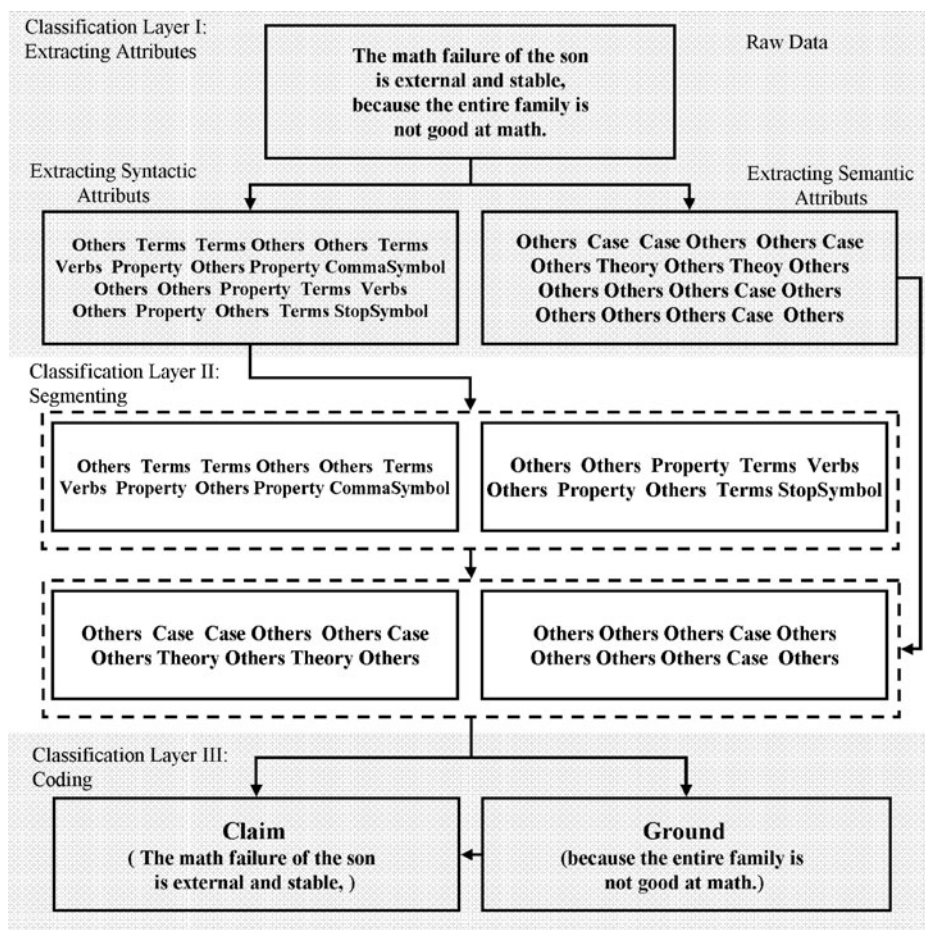 Classification Layer I:
Extracting Attributes
Raw Data
The math failure of the son
is external and stable,
because the entire family is
not good at math.
Extracting Syntactic
Attributs
Extracting Semantic
Attributs
Others Terms Terms Others Others Terms
Verbs Property Others Property CommaSymbol
Others Others Property Terms Verbs
Others Property Others Terms StopSymbol
Others Case Case Others Others Case
Others Theory Others Theoy Others
Others Others Others Case Others
Others Others Others Case Others
Classification Layer II:
Segmenting
Others Terms Terms Others Others Terms
Verbs Property Others Property CommaSymbol
Others Others Property Terms Verbs
Others Property Others Terms StopSymbol
Others Case Case Others Others Case
Others Theory Others Theory Others
Others Others Others Case Others
Others Others Others Case Others
Classification Layer III:
Coding
Claim
( The math failure of the son
is external and stable, )
Ground
(because the entire family is
not good at math.)